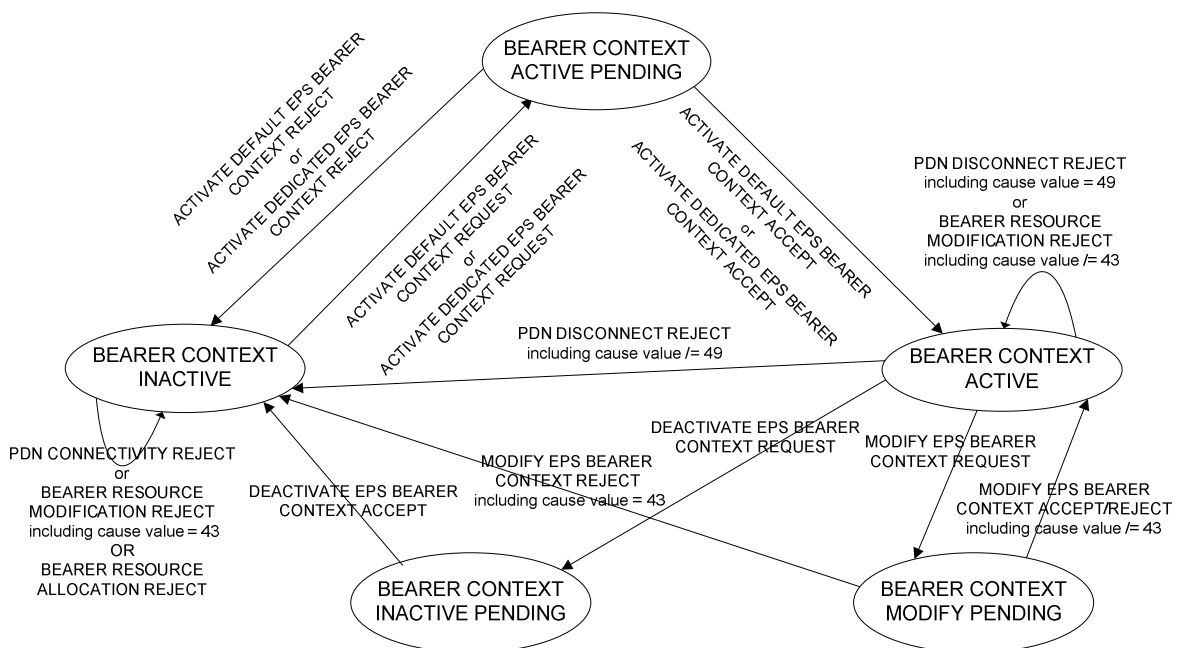 BEARER CONTEXT
ACTIVE PENDING
ACTIVATE DEFAULT EPS BEARER
CONTEXT REJECT
or
ACTIVATE DEDICATED EPS BEARER
CONTEXT REJECT
ACTIVATE DEFAULT EPS BEARER
CONTEXT REQUEST
or
ACTIVATE DEDICATED EPS BEARER
CONTEXT REQUEST
ACTIVATE DEFAULT EPS BEARER
CONTEXT ACCEPT
or
ACTIVATE DEDICATED EPS BEARER
CONTEXT ACCEPT
PDN DISCONNECT REJECT
including cause value = 49
or
BEARER RESOURCE
MODIFICATION REJECT
including cause value /= 43
BEARER CONTEXT
INACTIVE
PDN DISCONNECT REJECT
including cause value /= 49
BEARER CONTEXT
ACTIVE
PDN CONNECTIVITY REJECT
or
BEARER RESOURCE
MODIFICATION REJECT
including cause value = 43
OR
BEARER RESOURCE
ALLOCATION REJECT
DEACTIVATE EPS BEARER
CONTEXT ACCEPT
MODIFY EPS BEARER
CONTEXT REJECT
including cause value = 43
DEACTIVATE EPS BEARER
CONTEXT REQUEST
MODIFY EPS BEARER
CONTEXT REQUEST
MODIFY EPS BEARER
CONTEXT ACCEPT/REJECT
including cause value /= 43
BEARER CONTEXT
INACTIVE PENDING
BEARER CONTEXT
MODIFY PENDING